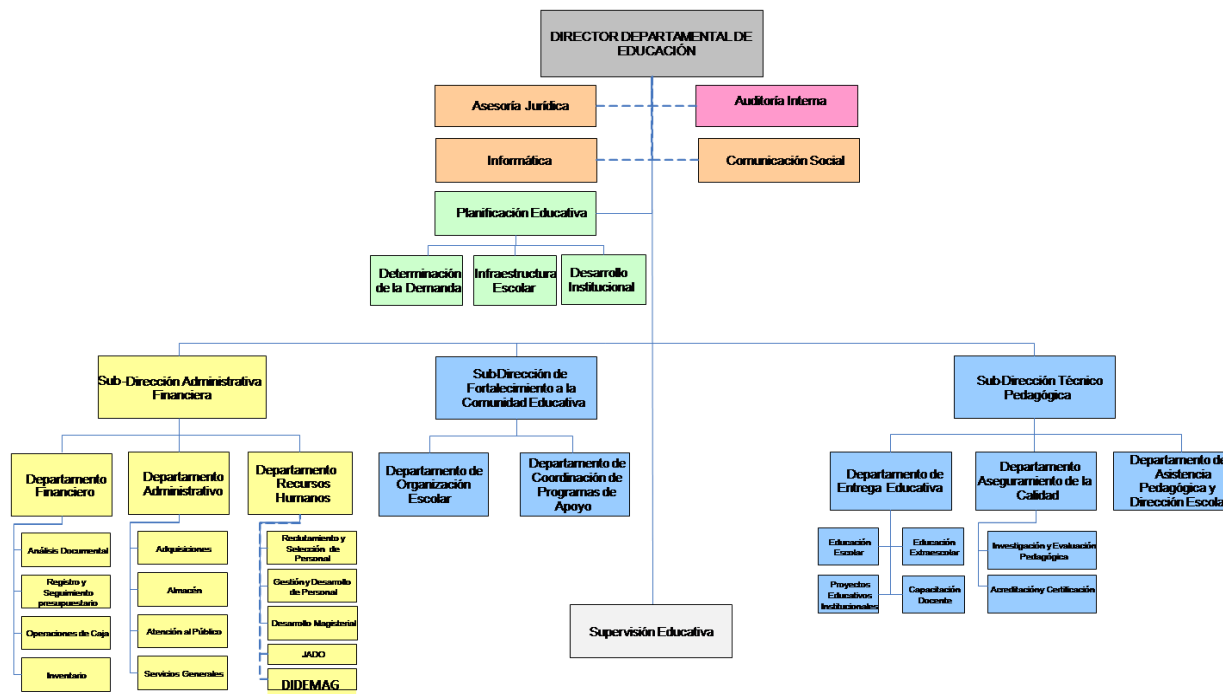 DIRECTOR DEPARTAMENTAL DE
EDUCACIÓN
Asesoría Jurídica
Auditoría Interna
Informática
Comunicación Social
Planificación Educativa
Determinación
de la Demanda
Infraestructura
Escolar
Desarrollo
Institucional
Sub-Dirección Administrativa
Financiera
Sub-Dirección de
Fortalecimiento a la
Comunidad Educativa
Sub-Dirección Técnico
Pedagógica
Departamento
Financiero
Departamento
Administrativo
Departamento
Recursos
Humanos
Departamento de
Organización
Escolar
Departamento de
Coordinación de
Programas de
Apoyo
Departamento de
Entrega Educativa
Departamento
Aseguramiento de la
Calidad
Departamento de
Asistencia
Pedagógica y
Dirección Escolar
Análisis Documental
Registro y
Seguimiento
presupuestario
Operaciones de Caja
Inventario
Adquisiciones
Almacén
Atención al Público
Servicios Generales
Reclutamiento y
Selección de
Personal
Gestión y Desarrollo
de Personal
Desarrollo Magisterial
JADO
DIDEMAG
Educación
Escolar
Educación
Extraescolar
Proyectos
Educativos
Institucionales
Capacitación
Docente
Investigación y Evaluación
Pedagógica
Acreditación y Certificación
Supervisión Educativa